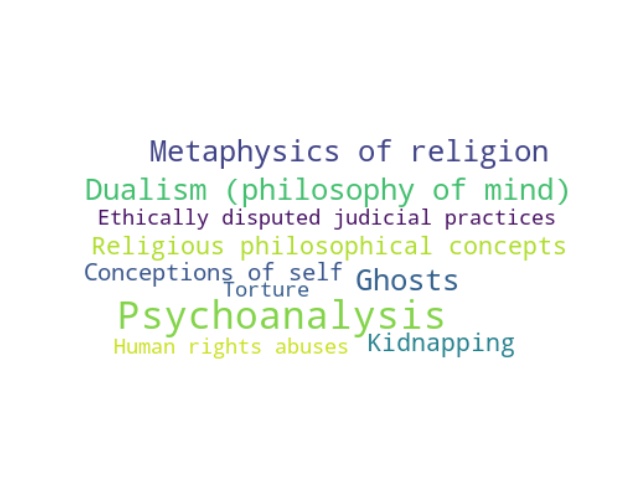 Metaphysics of religion
Dualism (philosophy of mind)
Ethically disputed judicial practices
Religious philosophical concepts
Conceptions of self
Ghosts
Torture
Psychoanalysis
Human rights abuses
Kidnapping